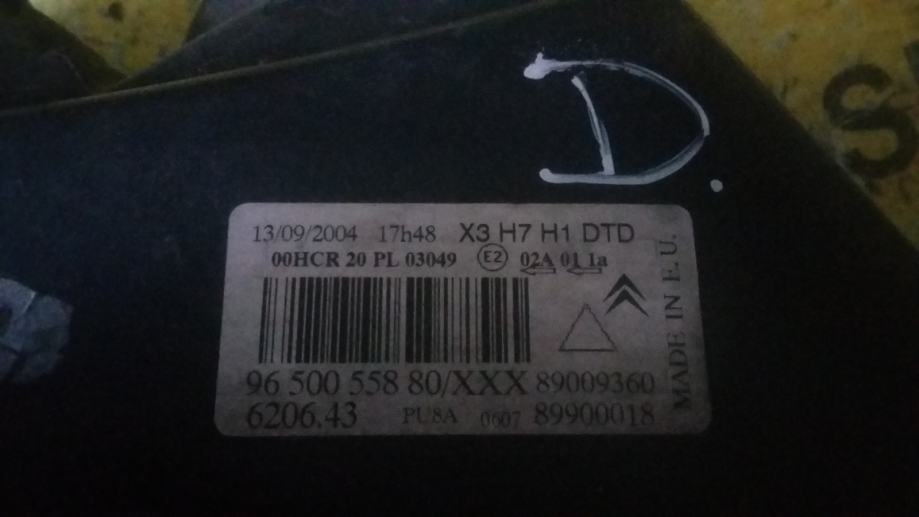 D.
S
13/09/2004 17h48 X3 H7 H1 DTD
00HCR 20 PL 03049 E2 02A 01 1a
96 500 558 80/XXX 89009360
6206.43 PU8A 0607 89900018
MADE IN E.U.